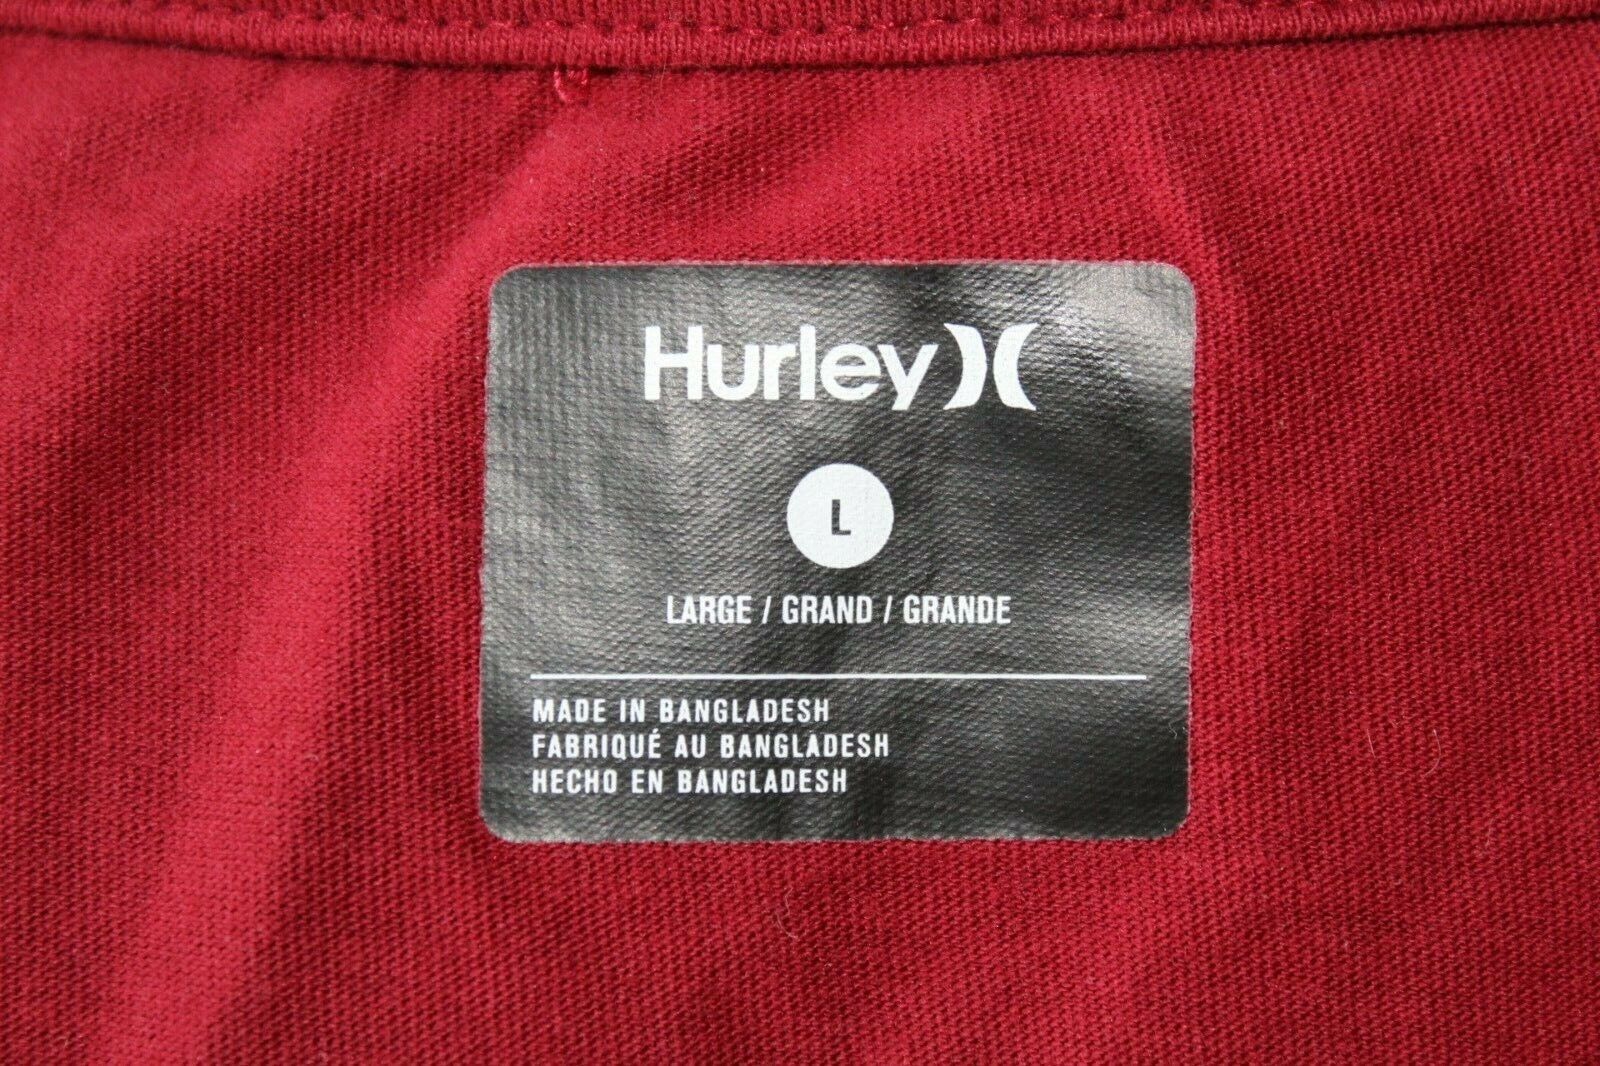 Hurley
L
LARGE / GRAND / GRANDE
MADE IN BANGLADESH
FABRIQUÉ AU BANGLADESH
HECHO EN BANGLADESH